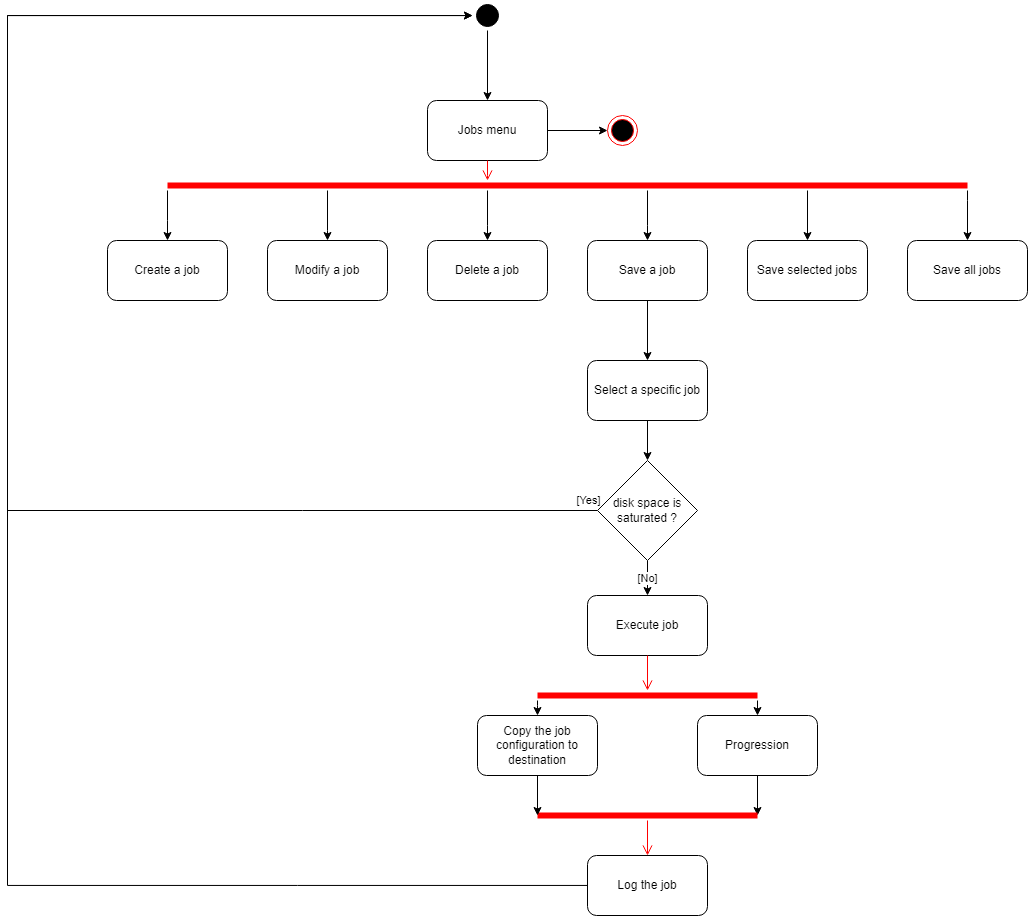 Jobs menu
Create a job
Modify a job
Delete a job
Save a job
Save selected jobs
Save all jobs
Select a specific job
[Yes]
disk space is
saturated ?
[No]
Execute job
Copy the job
configuration to
destination
Progression
Log the job